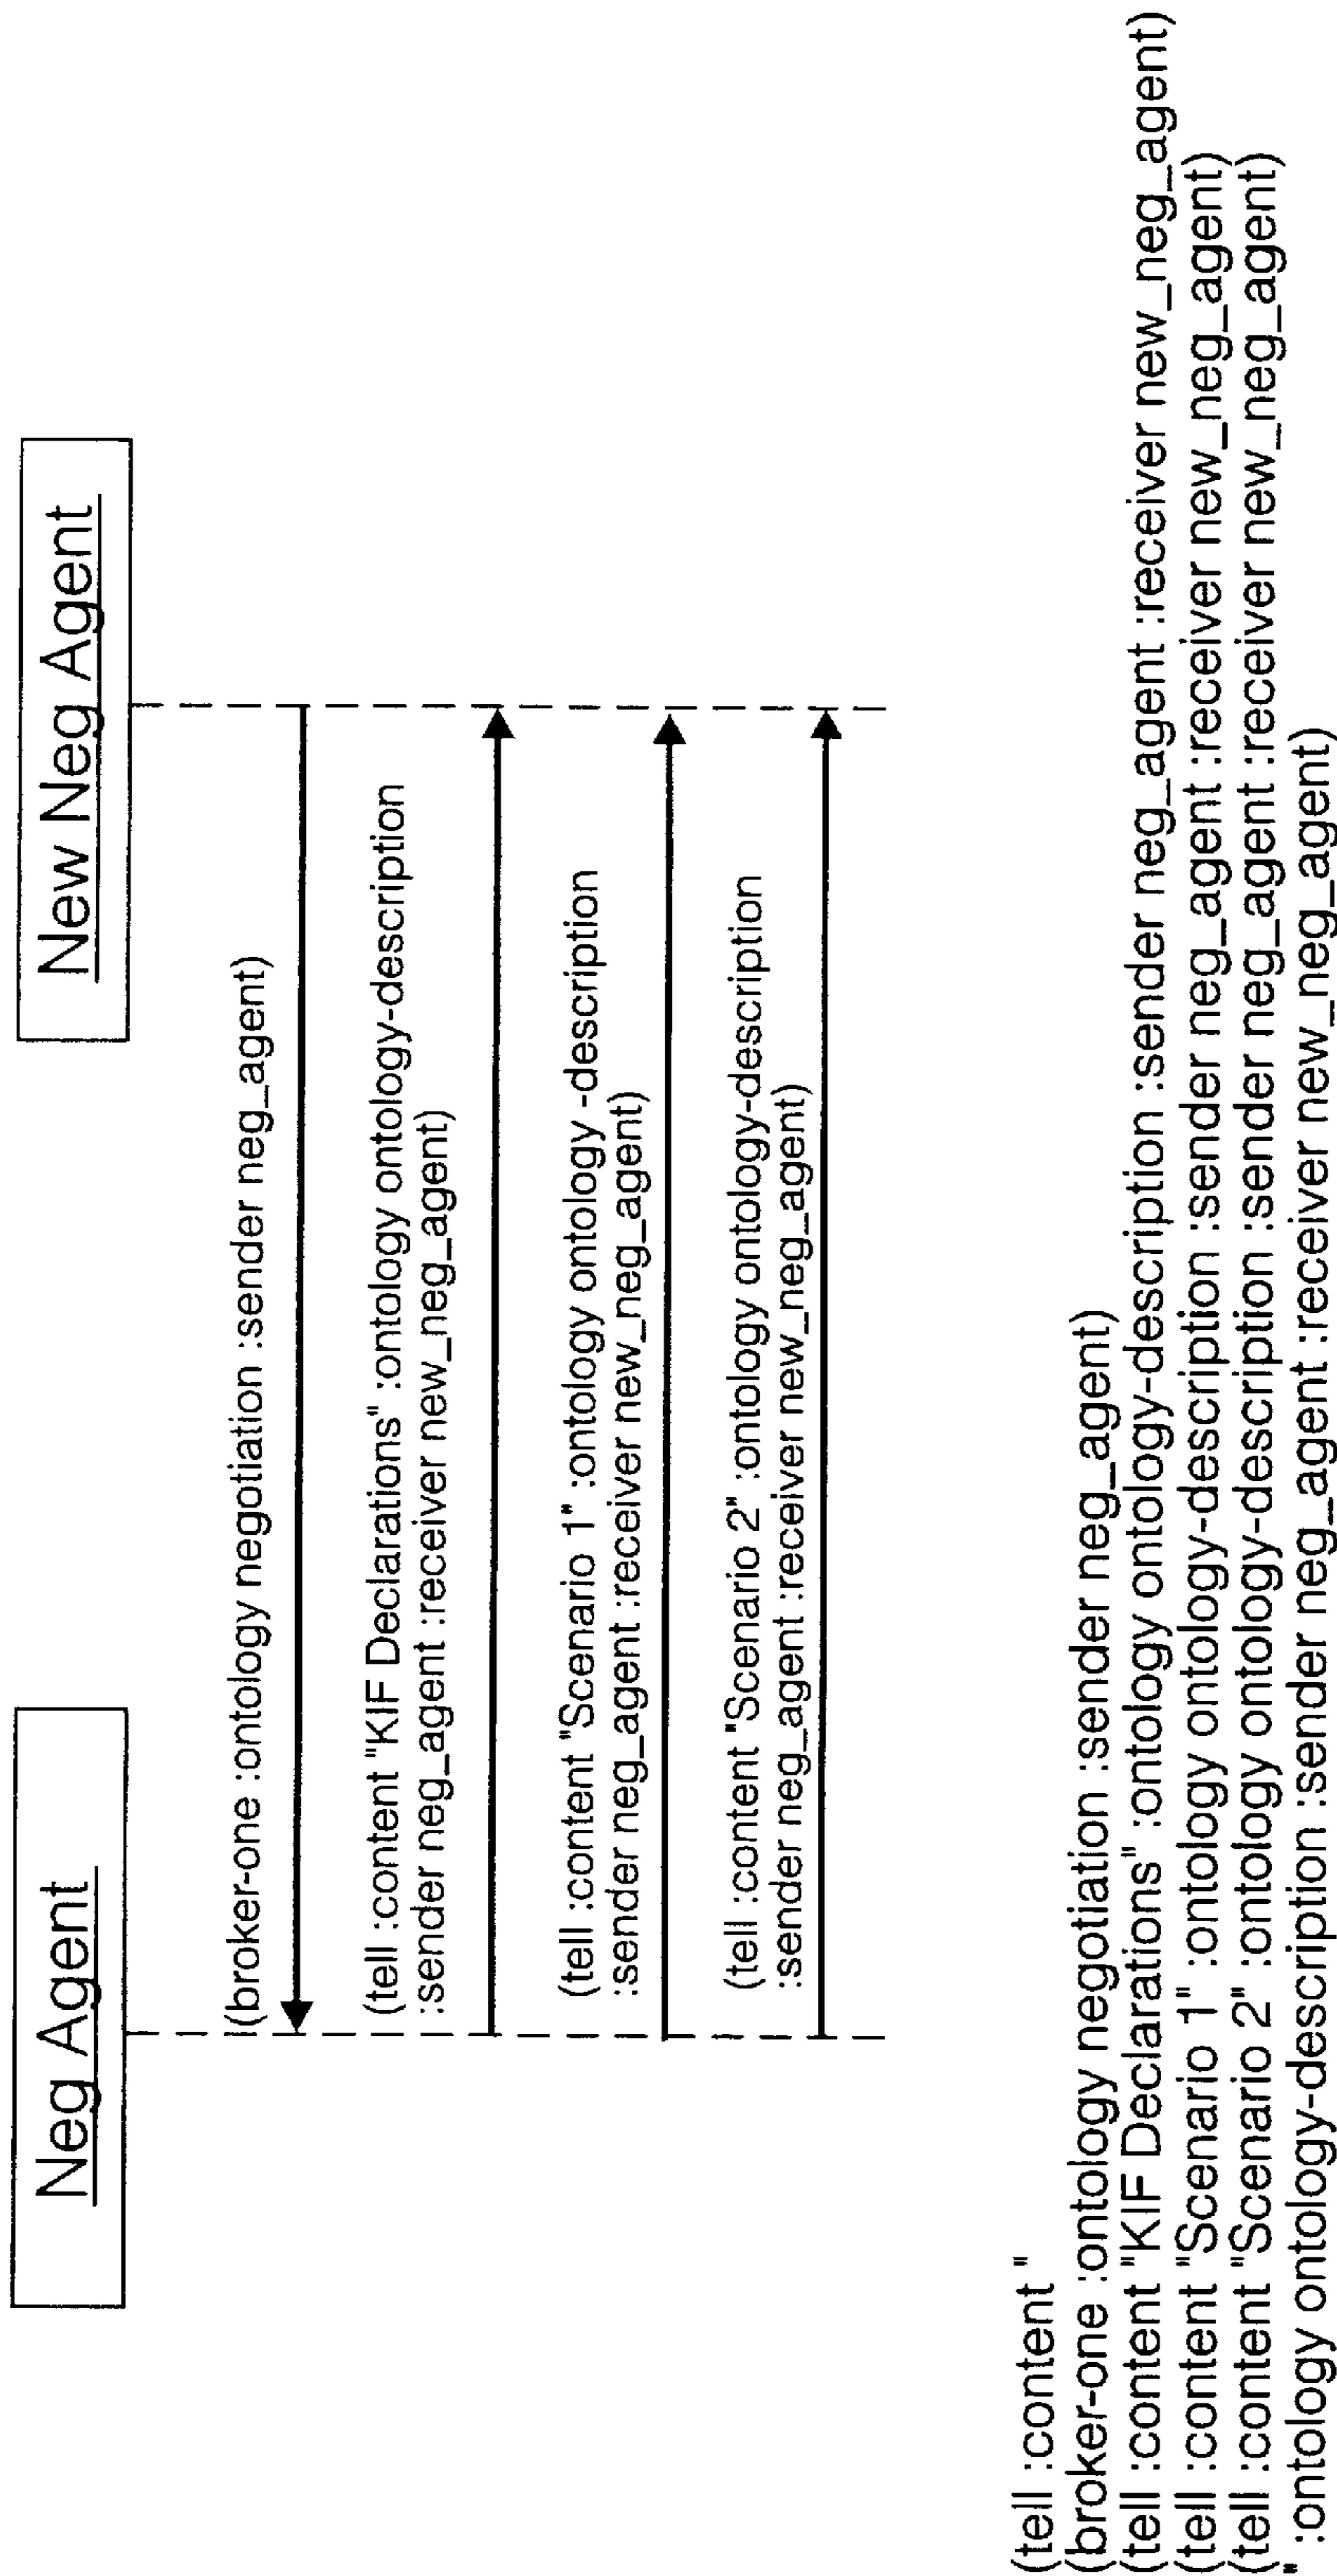 Neg Agent
New Neg Agent
(broker-one :ontology negotiation :sender neg_agent)
(tell :content "KIF Declarations" :ontology ontology-description
:sender neg_agent :receiver new_neg_agent)
(tell :content "Scenario 1" :ontology ontology -description
:sender neg_agent :receiver new_neg_agent)
(tell :content "Scenario 2" :ontology ontology-description
:sender neg_agent :receiver new_neg_agent)
(tell :content "
(broker-one :ontology negotiation :sender neg_agent)
(tell :content "KIF Declarations" :ontology ontology-description :sender neg_agent :receiver new_neg_agent)
(tell :content "Scenario 1" :ontology ontology-description :sender neg_agent :receiver new_neg_agent)
(tell :content "Scenario 2" :ontology ontology-description :sender neg_agent :receiver new_neg_agent)
" :ontology ontology-description :sender neg_agent :receiver new_neg_agent)